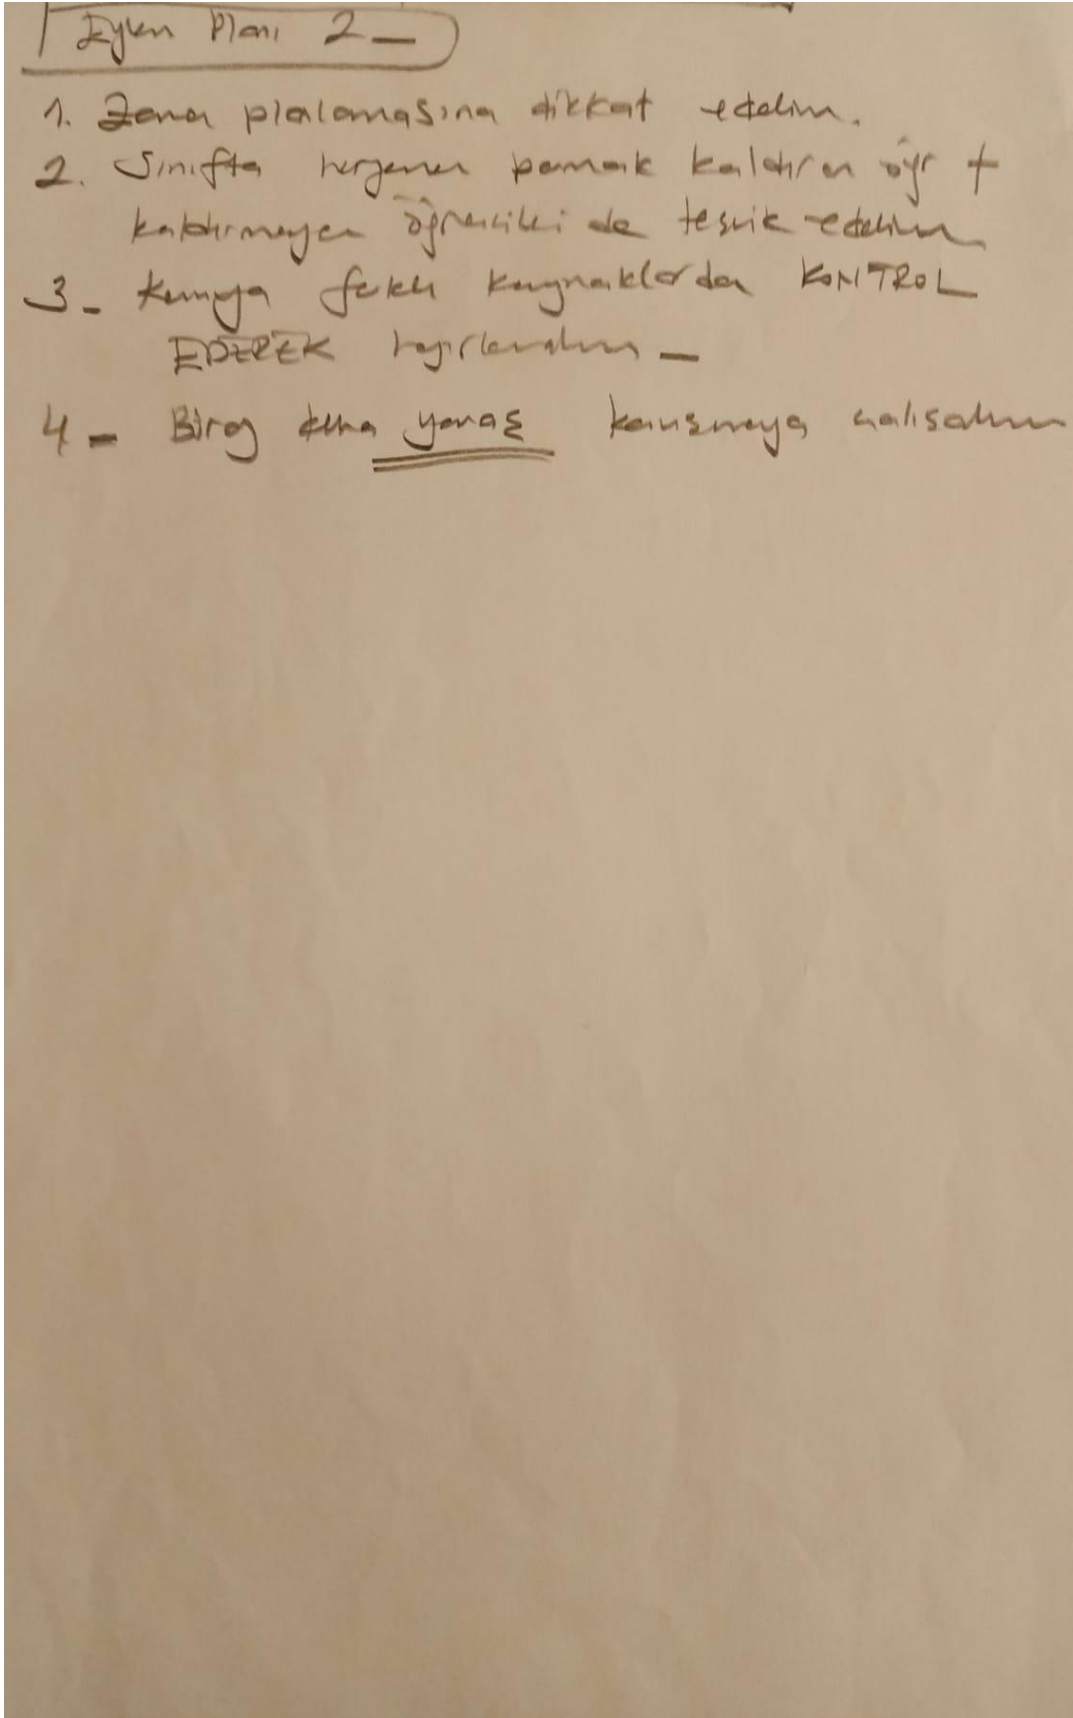 Eylem Planı 2-
1. Zaman planlamasına dikkat edelim.
2. Sınıfta herzaman parmak kaldıran öğr +
kaldırmayan öğrencileri de teşvik edelim
3- Konuya farklı kaynaklardan KONTROL
EDEREK hazırlanalım -
4- Biraz daha yavaş konuşmaya çalışalım